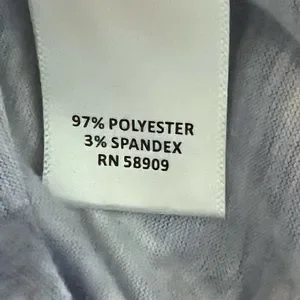 97% POLYESTER
3% SPANDEX
RN 58909